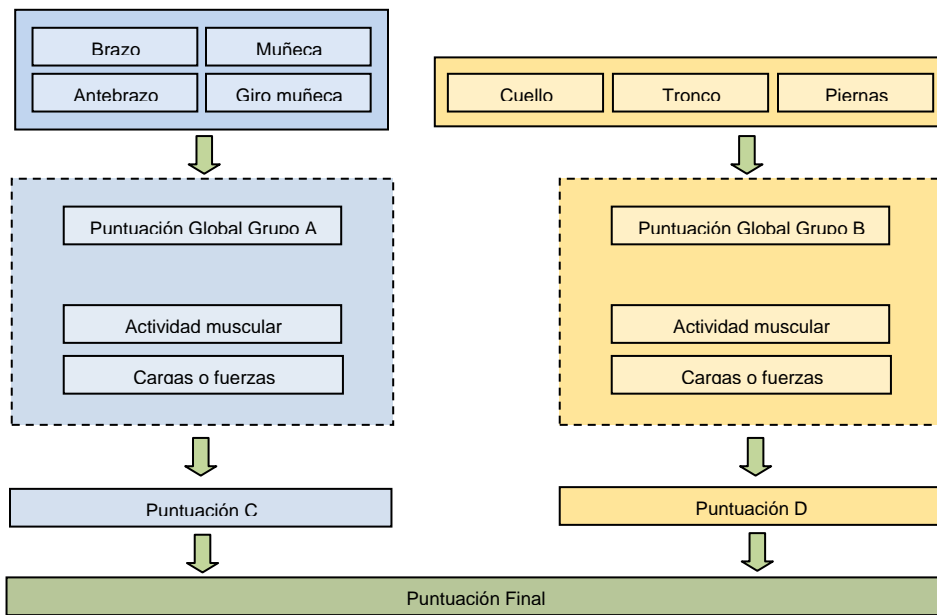 Brazo
Muñeca
Antebrazo
Giro muñeca
Cuello
Tronco
Piernas
Puntuación Global Grupo A
Actividad muscular
Cargas o fuerzas
Puntuación Global Grupo B
Actividad muscular
Cargas o fuerzas
Puntuación C
Puntuación D
Puntuación Final